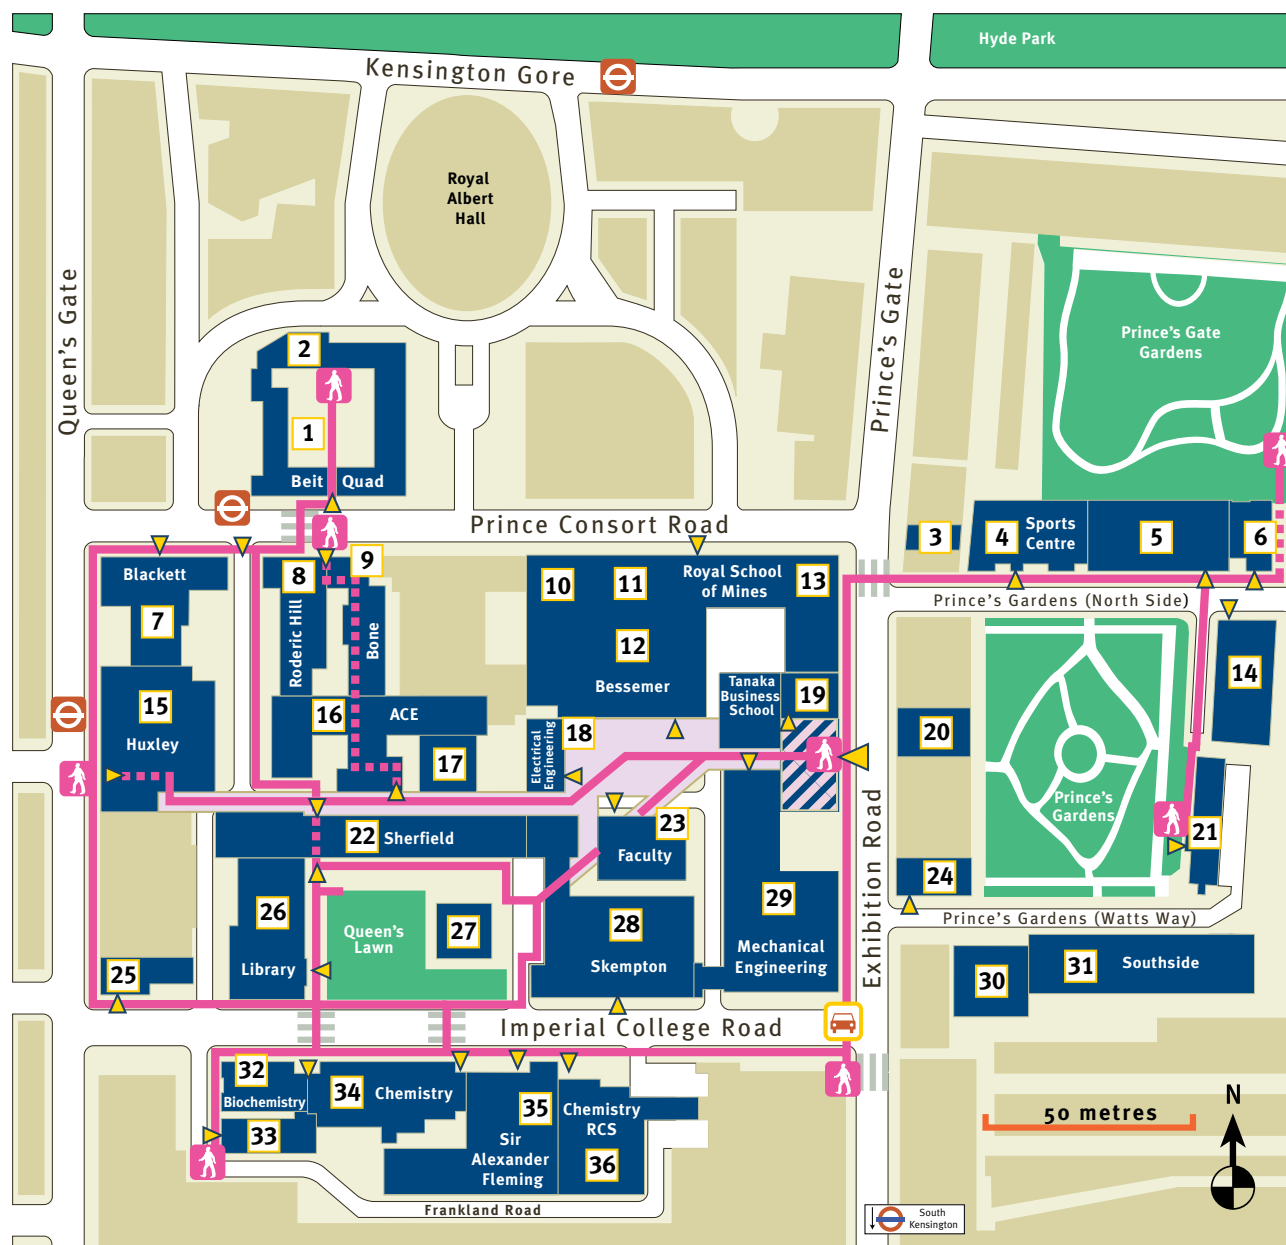 Hyde Park
Kensington Gore
Royal
Albert
Hall
Queen's Gate
Prince's Gate
Prince's Gate
Gardens
2
1
Beit Quad
Prince Consort Road
3
4
Sports
Centre
5
6
Prince's Gardens (North Side)
Blackett
7
8
9
Roderic Hill
Bone
10
11
Royal School
of Mines
13
12
Bessemer
Tanaka
Business
School
19
14
15
Huxley
16
ACE
17
Electrical
Engineering
18
20
Prince's
Gardens
21
22
Sherfield
23
Faculty
24
Exhibition Road
Prince's Gardens (Watts Way)
26
Library
Queen's
Lawn
27
28
Skempton
29
Mechanical
Engineering
25
30
31
Southside
Imperial College Road
32
Biochemistry
33
34
Chemistry
35
Sir
Alexander
Fleming
Chemistry
RCS
36
Frankland Road
50 metres
N
South
Kensington